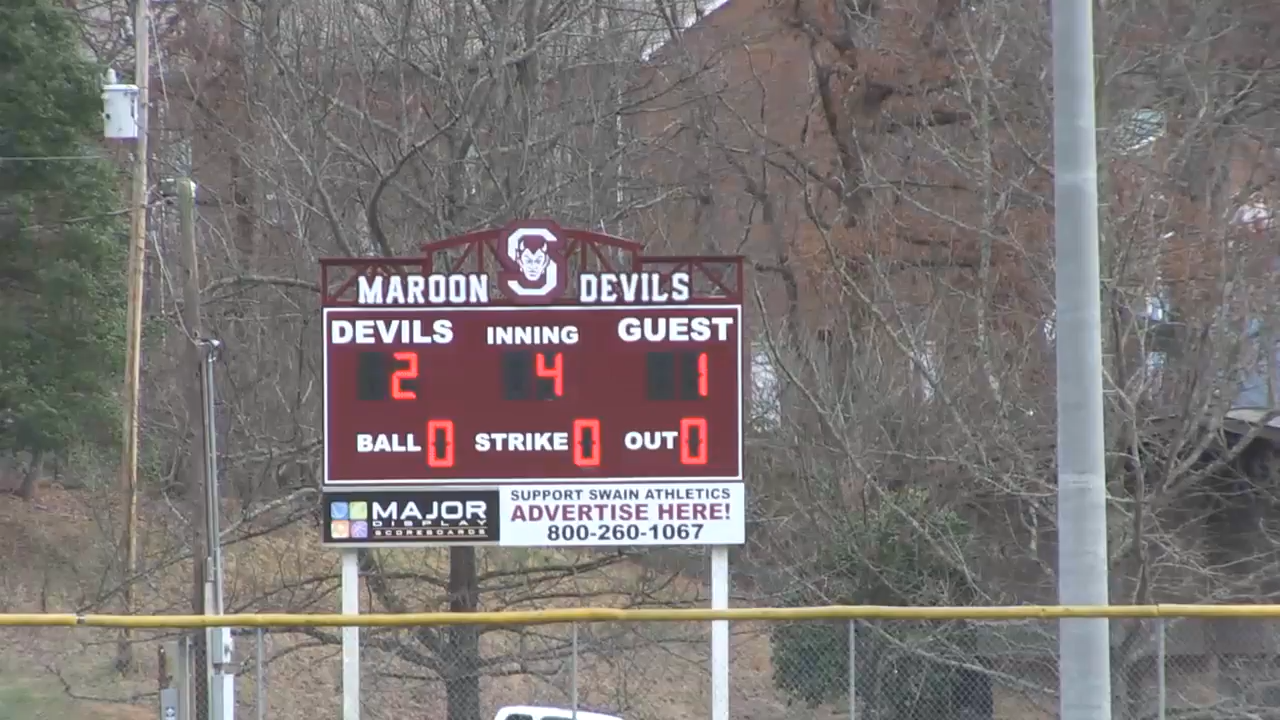 S
MAROON DEVILS
DEVILS INNING GUEST
2 4 1
BALL 0 STRIKE 0 OUT 0
MAJOR
DISPLAY
SCOREBOARDS
SUPPORT SWAIN ATHLETICS
ADVERTISE HERE!
800-260-1067